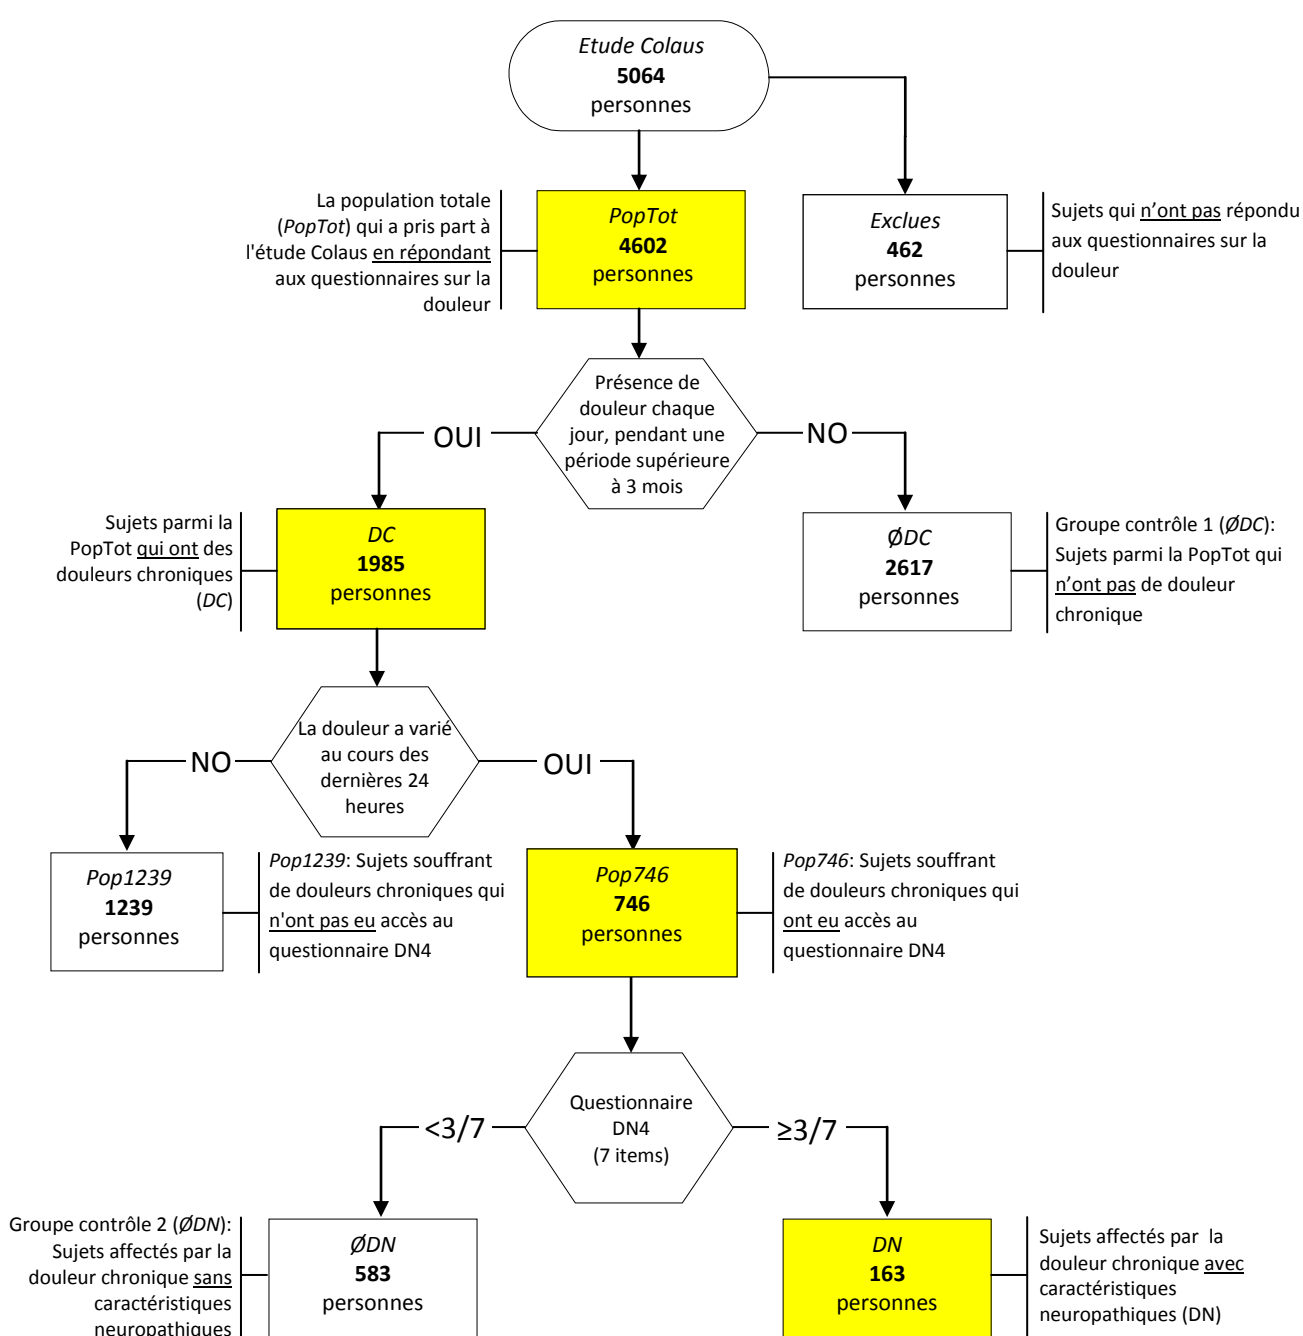 Etude Colaus
5064
personnes
La population totale
(PopTot) qui a pris part à
l'étude Colaus en répondant
aux questionnaires sur la
douleur
PopTot
4602
personnes
Exclues
462
personnes
Sujets qui n’ont pas répondu
aux questionnaires sur la
douleur
Présence de
douleur chaque
jour, pendant une
période supérieure
à 3 mois
OUI
NO
Sujets parmi la
PopTot qui ont des
douleurs chroniques
(DC)
DC
1985
personnes
ØDC
2617
personnes
Groupe contrôle 1 (ØDC):
Sujets parmi la PopTot qui
n’ont pas de douleur
chronique
La douleur a varié
au cours des
dernières 24
heures
NO
OUI
Pop1239
1239
personnes
Pop1239: Sujets souffrant
de douleurs chroniques qui
n'ont pas eu accès au
questionnaire DN4
Pop746
746
personnes
Pop746: Sujets souffrant
de douleurs chroniques qui
ont eu accès au
questionnaire DN4
Questionnaire
DN4
(7 items)
<3/7
≥3/7
Groupe contrôle 2 (ØDN):
Sujets affectés par la
douleur chronique sans
caractéristiques
neuropathiques
ØDN
583
personnes
DN
163
personnes
Sujets affectés par la
douleur chronique avec
caractéristiques
neuropathiques (DN)